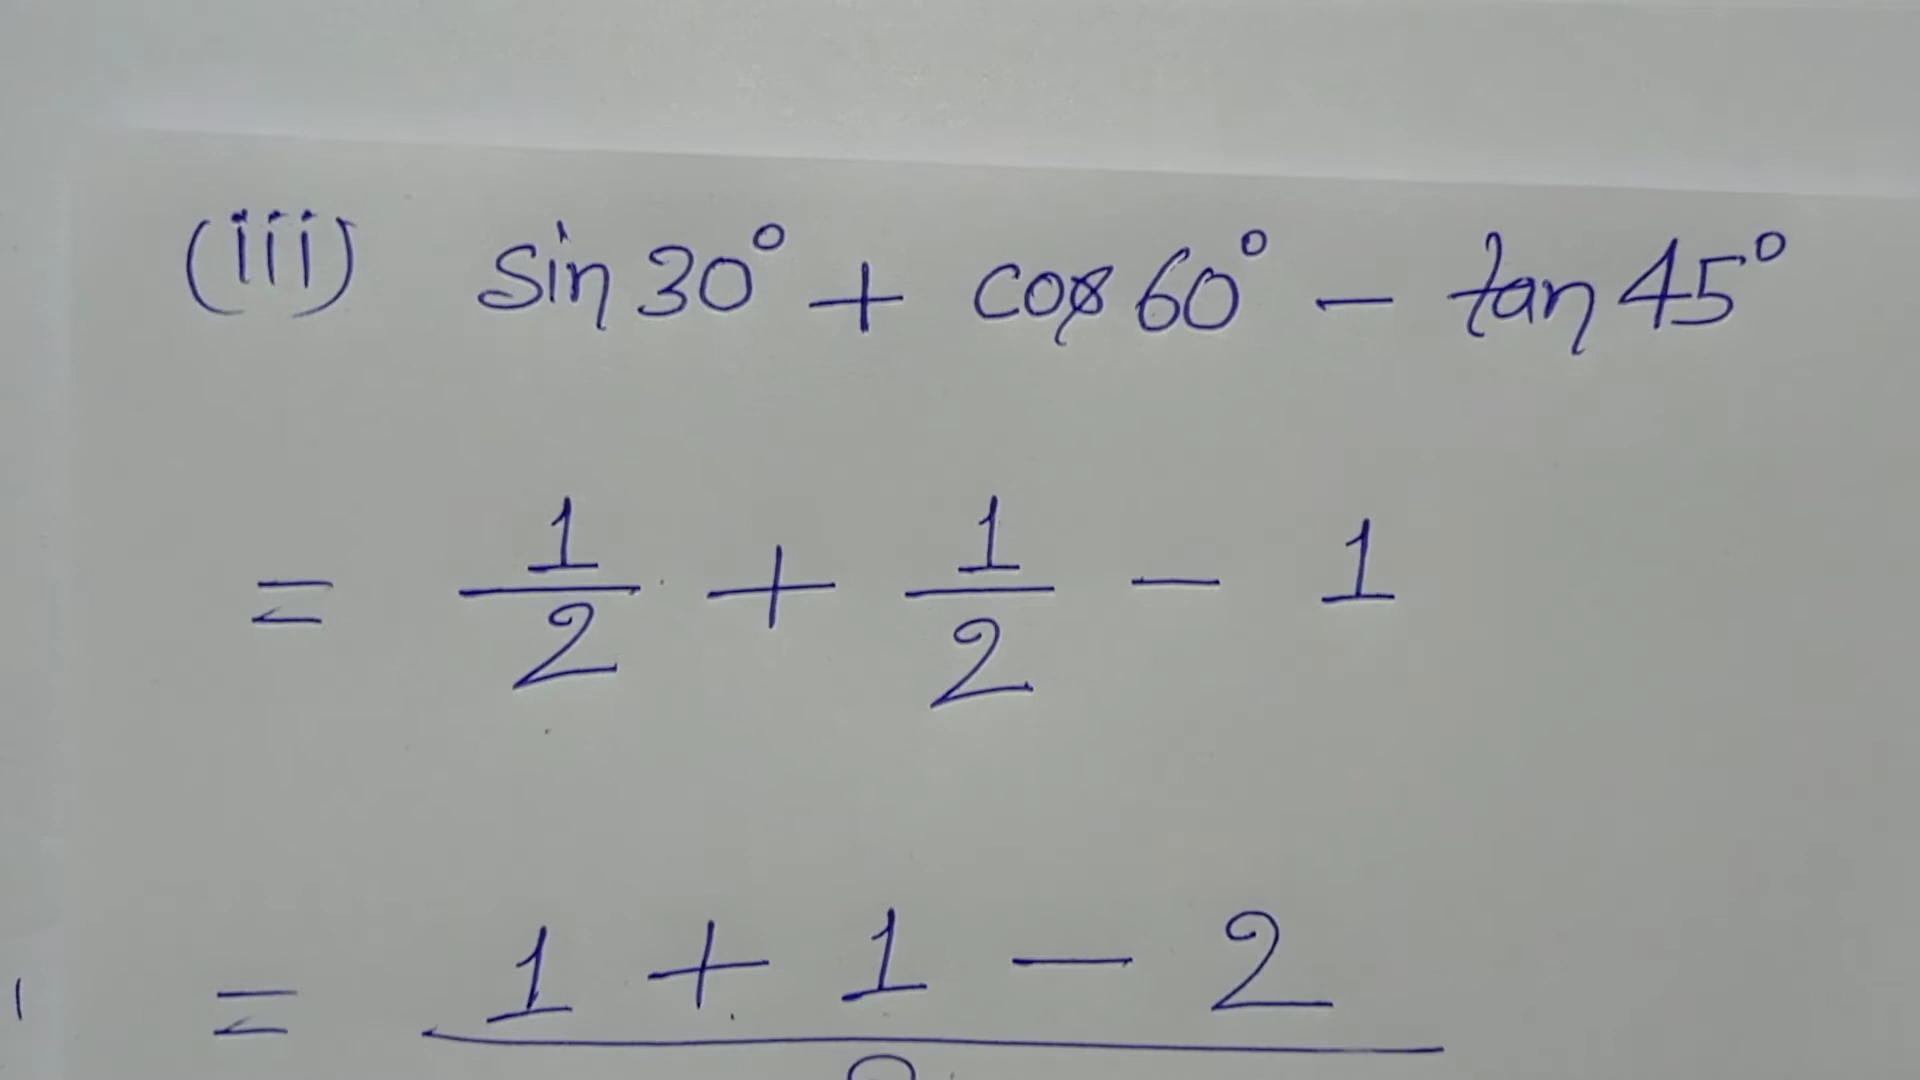 (iii) sin 30° + cos 60° - tan 45°
= 1/2 + 1/2 - 1
= 1 + 1 - 2